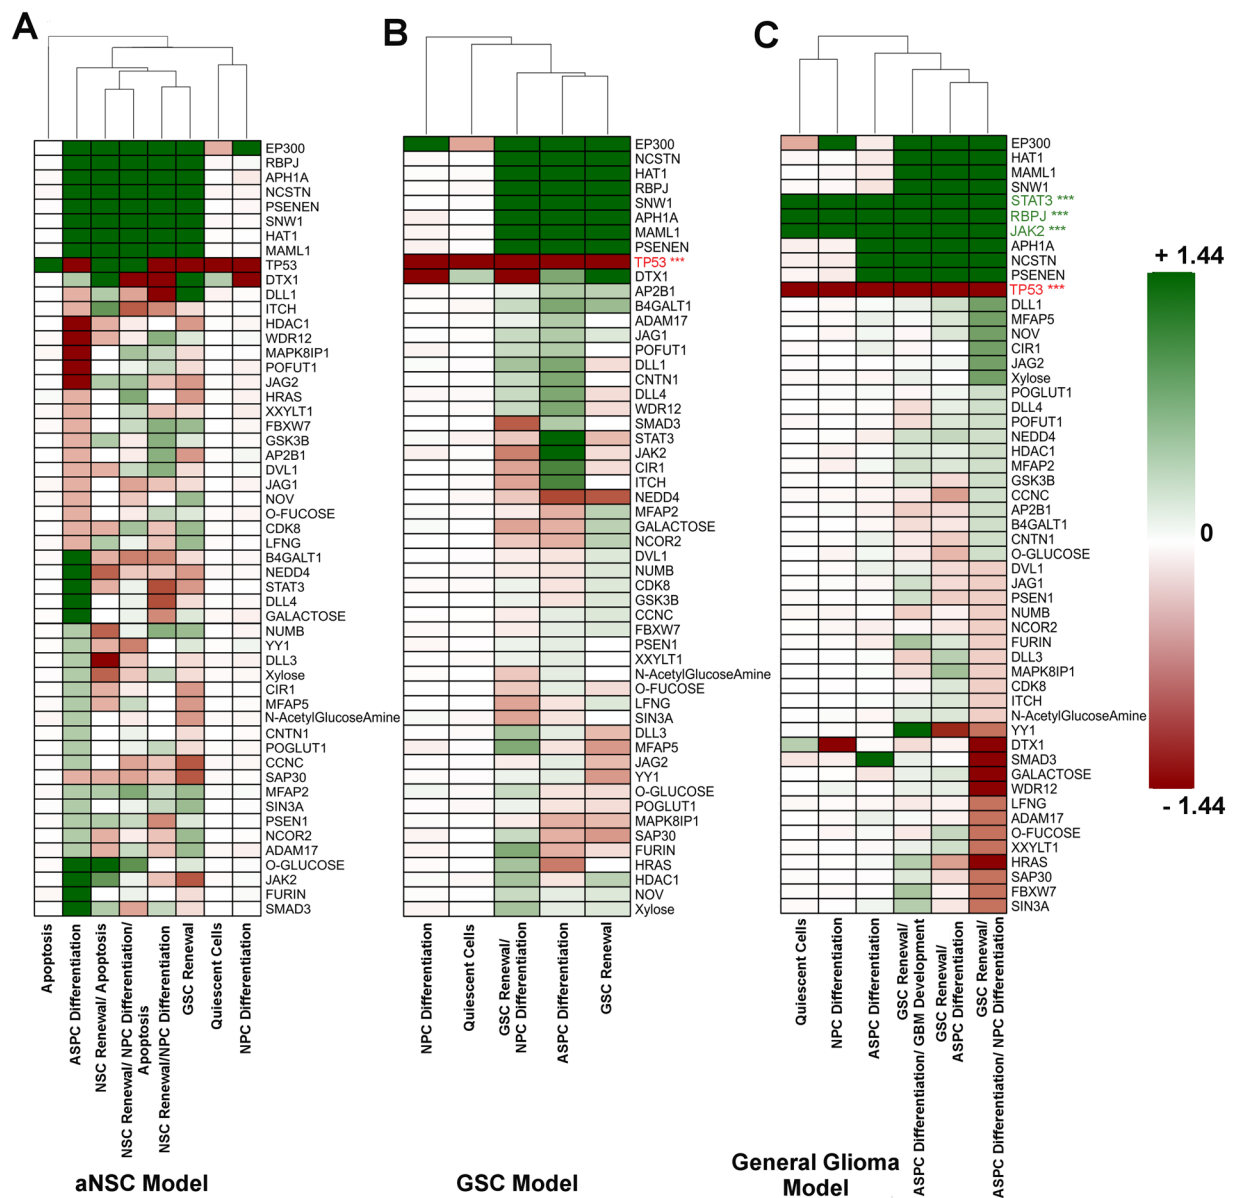 A
EP300
RBPJ
APH1A
NCSTN
PSENEN
SNW1
HAT1
MAML1
TP53
DTX1
DLL1
ITCH
HDAC1
WDR12
MAPK8IP1
POFUT1
JAG2
HRAS
XXYLT1
FBXW7
GSK3B
AP2B1
DVL1
JAG1
NOV
O-FUCOSE
CDK8
LFNG
B4GALT1
NEDD4
STAT3
DLL4
GALACTOSE
NUMB
YY1
DLL3
Xylose
CIR1
MFAP5
N-AcetylGlucoseAmine
CNTN1
POGLUT1
CCNC
SAP30
MFAP2
SIN3A
PSEN1
NCOR2
ADAM17
O-GLUCOSE
JAK2
FURIN
SMAD3
Apoptosis
ASPC Differentiation
NSC Renewal/ Apoptosis
NSC Renewal/ NPC Differentiation/
Apoptosis
NSC Renewal/NPC Differentiation
GSC Renewal
Quiescent Cells
NPC Differentiation
aNSC Model
B
EP300
NCSTN
HAT1
RBPJ
SNW1
APH1A
MAML1
PSENEN
TP53 ***
DTX1
AP2B1
B4GALT1
ADAM17
JAG1
POFUT1
DLL1
CNTN1
DLL4
WDR12
SMAD3
STAT3
JAK2
CIR1
ITCH
NEDD4
MFAP2
GALACTOSE
NCOR2
DVL1
NUMB
CDK8
GSK3B
CCNC
FBXW7
PSEN1
XXYLT1
N-AcetylGlucoseAmine
O-FUCOSE
LFNG
SIN3A
DLL3
MFAP5
JAG2
YY1
O-GLUCOSE
POGLUT1
MAPK8IP1
SAP30
FURIN
HRAS
HDAC1
NOV
Xylose
NPC Differentiation
Quiescent Cells
GSC Renewal/
NPC Differentiation
ASPC Differentiation
GSC Renewal
GSC Model
C
EP300
HAT1
MAML1
SNW1
STAT3 ***
RBPJ ***
JAK2 ***
APH1A
NCSTN
PSENEN
TP53 ***
DLL1
MFAP5
NOV
CIR1
JAG2
Xylose
POGLUT1
DLL4
POFUT1
NEDD4
HDAC1
MFAP2
GSK3B
CCNC
AP2B1
B4GALT1
CNTN1
O-GLUCOSE
DVL1
JAG1
PSEN1
NUMB
NCOR2
FURIN
DLL3
MAPK8IP1
CDK8
ITCH
N-AcetylGlucoseAmine
YY1
DTX1
SMAD3
GALACTOSE
WDR12
LFNG
ADAM17
O-FUCOSE
XXYLT1
HRAS
SAP30
FBXW7
SIN3A
Quiescent Cells
NPC Differentiation
ASPC Differentiation
GSC Renewal/
ASPC Differentiation/ GBM Development
GSC Renewal/
ASPC Differentiation
GSC Renewal/
ASPC Differentiation/ NPC Differentiation
General Glioma
Model
+ 1.44
0
- 1.44